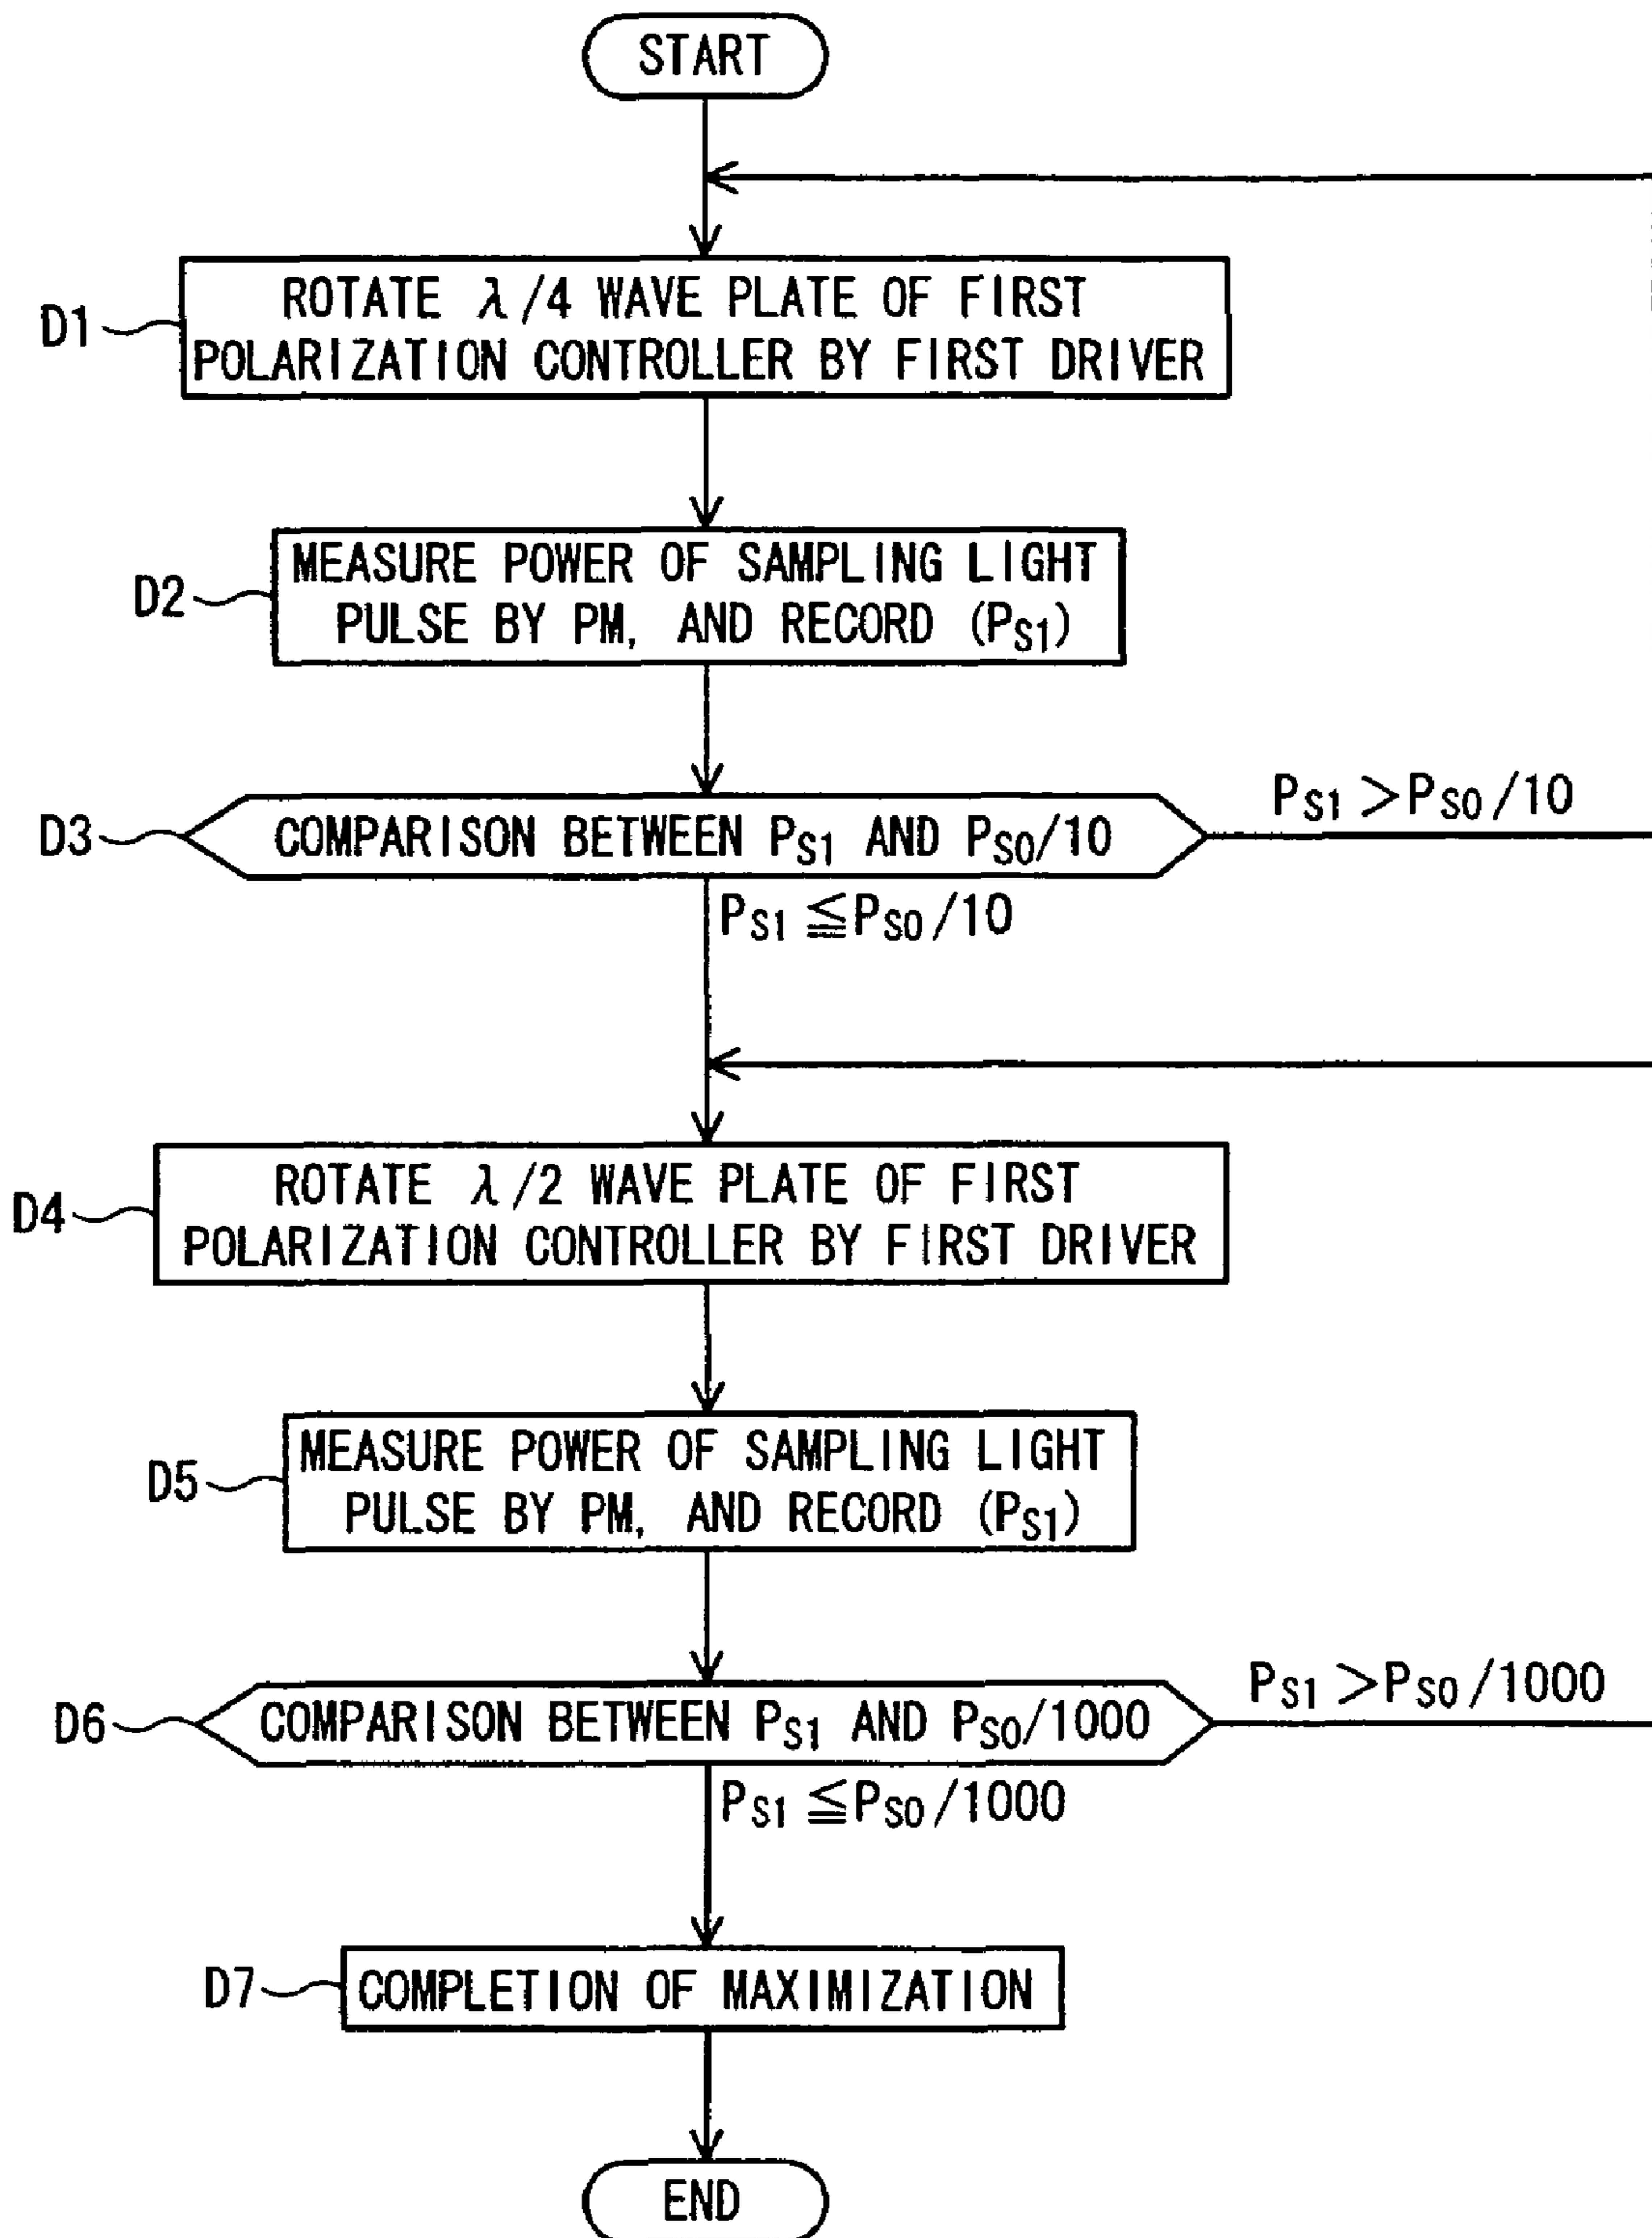 START
D1
ROTATE λ/4 WAVE PLATE OF FIRST
POLARIZATION CONTROLLER BY FIRST DRIVER
D2
MEASURE POWER OF SAMPLING LIGHT
PULSE BY PM, AND RECORD (PS1)
D3
COMPARISON BETWEEN PS1 AND PS0/10
PS1 >PS0/10
PS1 ≦PS0/10
D4
ROTATE λ/2 WAVE PLATE OF FIRST
POLARIZATION CONTROLLER BY FIRST DRIVER
D5
MEASURE POWER OF SAMPLING LIGHT
PULSE BY PM, AND RECORD (PS1)
D6
COMPARISON BETWEEN PS1 AND PS0/1000
PS1 >PS0/1000
PS1 ≦PS0/1000
D7
COMPLETION OF MAXIMIZATION
END